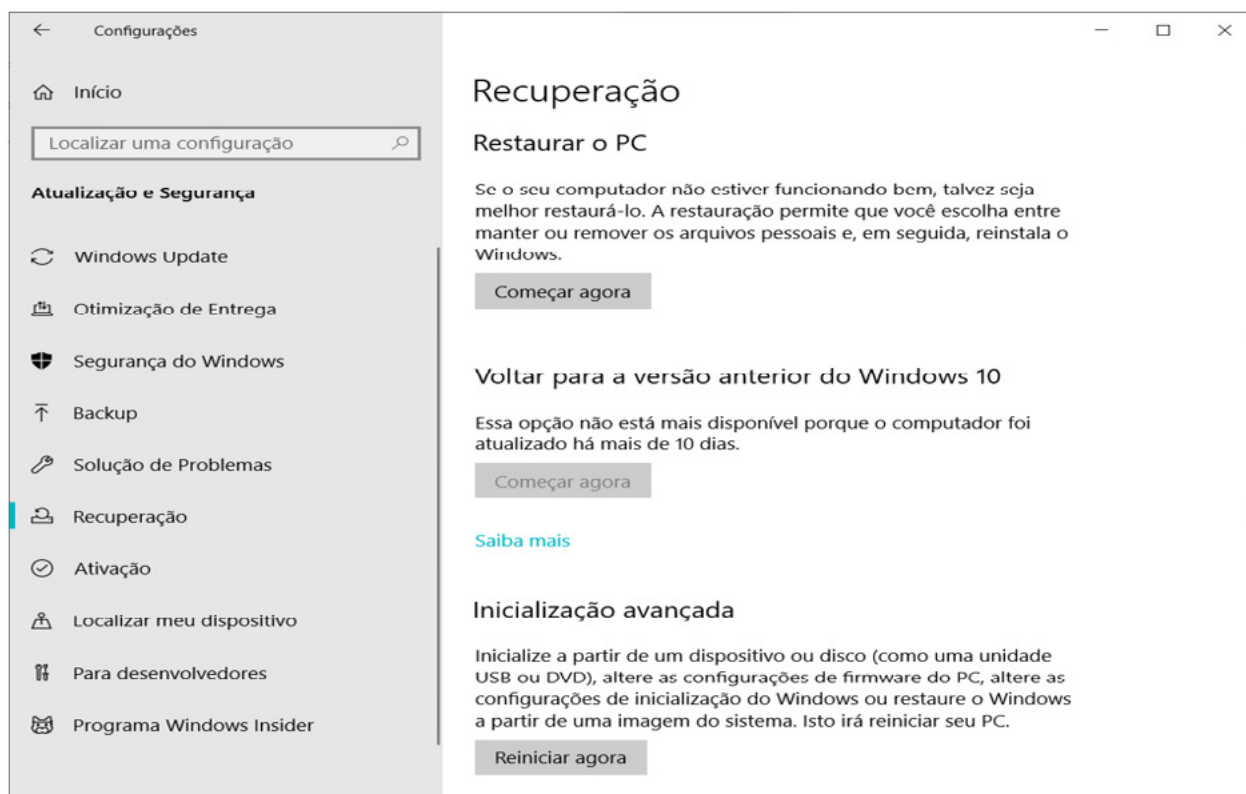 Configurações
Início
Localizar uma configuração
Atualização e Segurança
Windows Update
Otimização de Entrega
Segurança do Windows
Backup
Solução de Problemas
Recuperação
Ativação
Localizar meu dispositivo
Para desenvolvedores
Programa Windows Insider
Recuperação
Restaurar o PC
Se o seu computador não estiver funcionando bem, talvez seja
melhor restaurá-lo. A restauração permite que você escolha entre
manter ou remover os arquivos pessoais e, em seguida, reinstala o
Windows.
Começar agora
Voltar para a versão anterior do Windows 10
Essa opção não está mais disponível porque o computador foi
atualizado há mais de 10 dias.
Começar agora
Saiba mais
Inicialização avançada
Inicialize a partir de um dispositivo ou disco (como uma unidade
USB ou DVD), altere as configurações de firmware do PC, altere as
configurações de inicialização do Windows ou restaure o Windows
a partir de uma imagem do sistema. Isto irá reiniciar seu PC.
Reiniciar agora